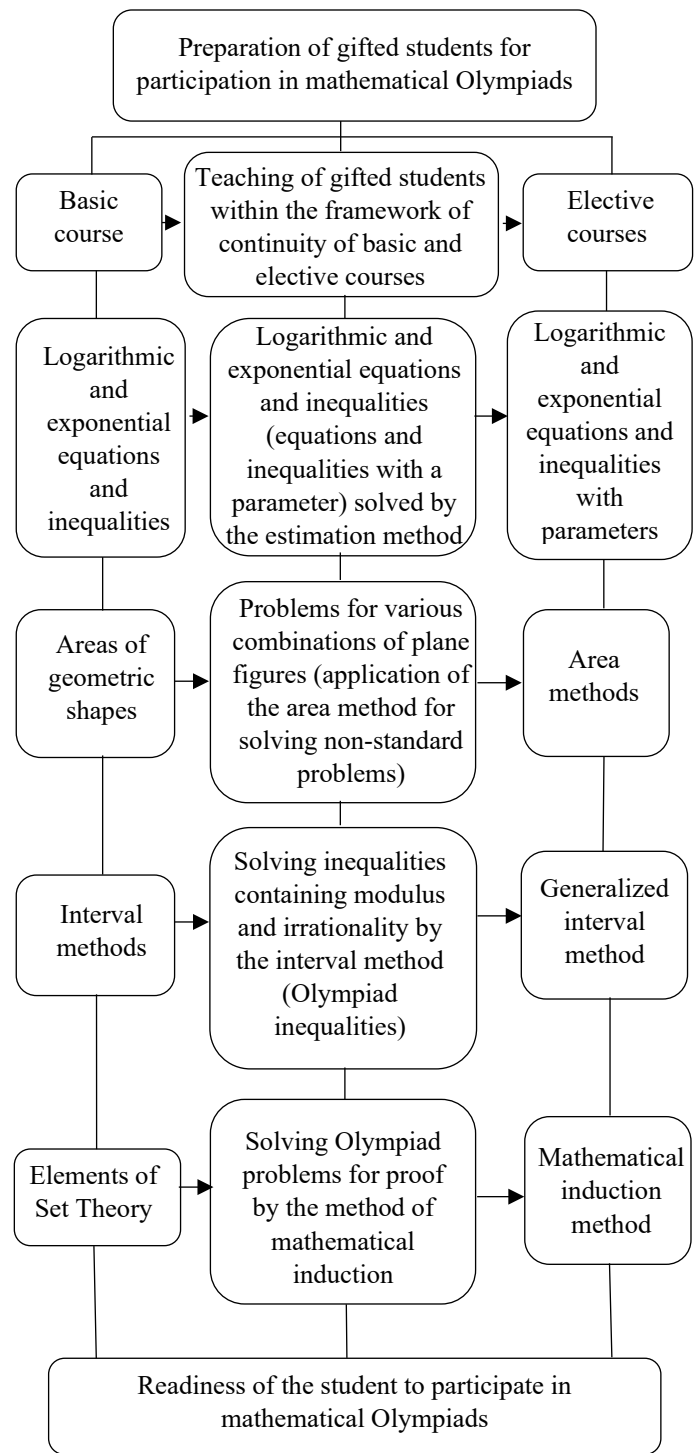 Preparation of gifted students for
participation in mathematical Olympiads
Basic
course
Teaching of gifted students
within the framework of
continuity of basic and
elective courses
Elective
courses
Logarithmic
and
exponential
equations
and
inequalities
Logarithmic and
exponential equations
and inequalities
(equations and
inequalities with a
parameter) solved by
the estimation method
Logarithmic
and
exponential
equations and
inequalities
with
parameters
Areas of
geometric
shapes
Problems for various
combinations of plane
figures (application of
the area method for
solving non-standard
problems)
Area
methods
Interval
methods
Solving inequalities
containing modulus
and irrationality by
the interval method
(Olympiad
inequalities)
Generalized
interval
method
Elements of
Set Theory
Solving Olympiad
problems for proof
by the method of
mathematical
induction
Mathematical
induction
method
Readiness of the student to participate in
mathematical Olympiads